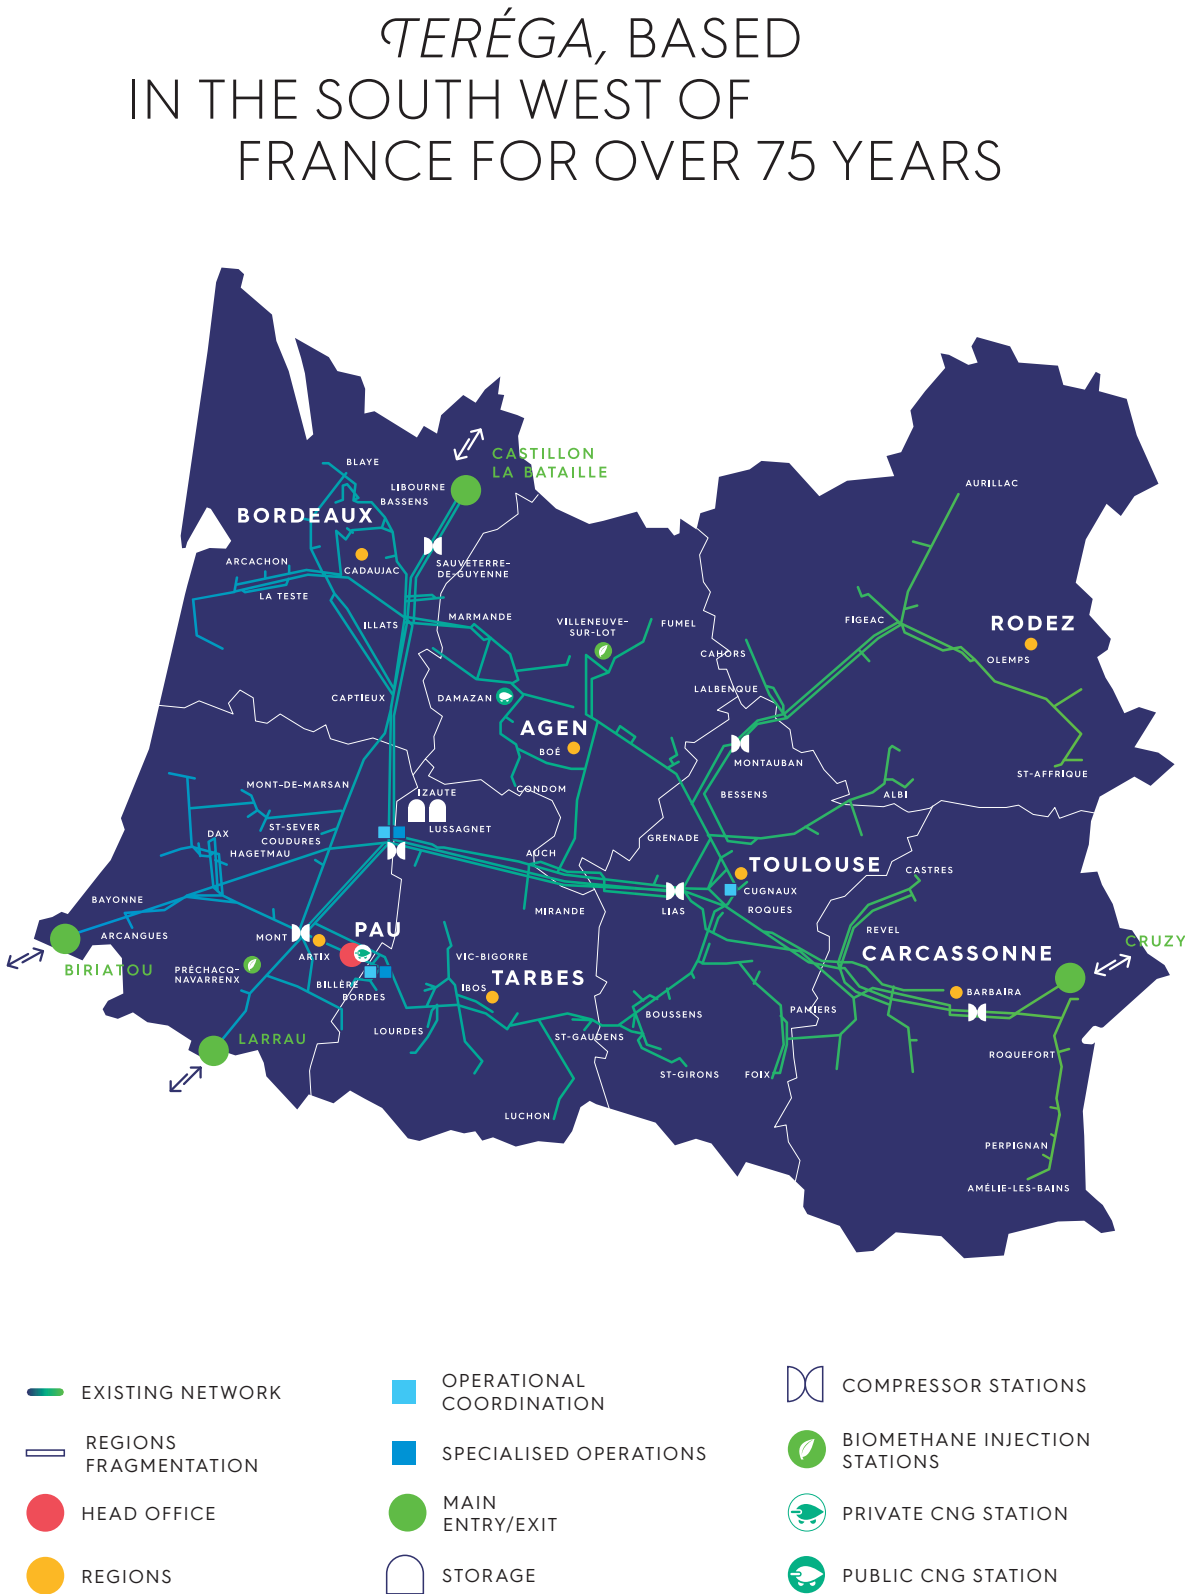 TERÉGA, BASED
IN THE SOUTH WEST OF
FRANCE FOR OVER 75 YEARS
CASTILLON
LA BATAILLE
BLAYE
LIBOURNE
BASSENS
BORDEAUX
AURILLAC
ARCACHON
CADAUJAC
SAUVETERRE-
DE-GUYENNE
LA TESTE
ILLATS
MARMANDE
VILLENEUVE-
SUR-LOT
FUMEL
FIGEAC
RODEZ
OLEMPS
CAHORS
LALBENQUE
CAPTIEUX
DAMAZAN
AGEN
BOÉ
MONTAUBAN
ST-AFFRIQUE
MONT-DE-MARSAN
IZAUTE
CONDOM
BESSENS
ALBI
ST-SEVER
LUSSAGNET
COUDURES
DAX
HAGETMAU
GRENADE
AUCH
TOULOUSE
CASTRES
CUGNAUX
BAYONNE
MIRANDE
LIAS
ROQUES
ARCANGUES
MONT
PAU
REVEL
CARCASSONNE
CRUZY
ARTIX
BIRIATOU
PRÉCHACQ-
NAVARRENX
VIC-BIGORRE
TARBES
BILLÈRE
IBOS
BORDES
BARBAIRA
LARRAU
LOURDES
BOUSSENS
PAMIERS
ST-GAUDENS
ROQUEFORT
ST-GIRONS
FOIX
LUCHON
PERPIGNAN
AMÉLIE-LES-BAINS
EXISTING NETWORK
REGIONS
FRAGMENTATION
HEAD OFFICE
REGIONS
OPERATIONAL
COORDINATION
SPECIALISED OPERATIONS
MAIN
ENTRY/EXIT
STORAGE
COMPRESSOR STATIONS
BIOMETHANE INJECTION
STATIONS
PRIVATE CNG STATION
PUBLIC CNG STATION